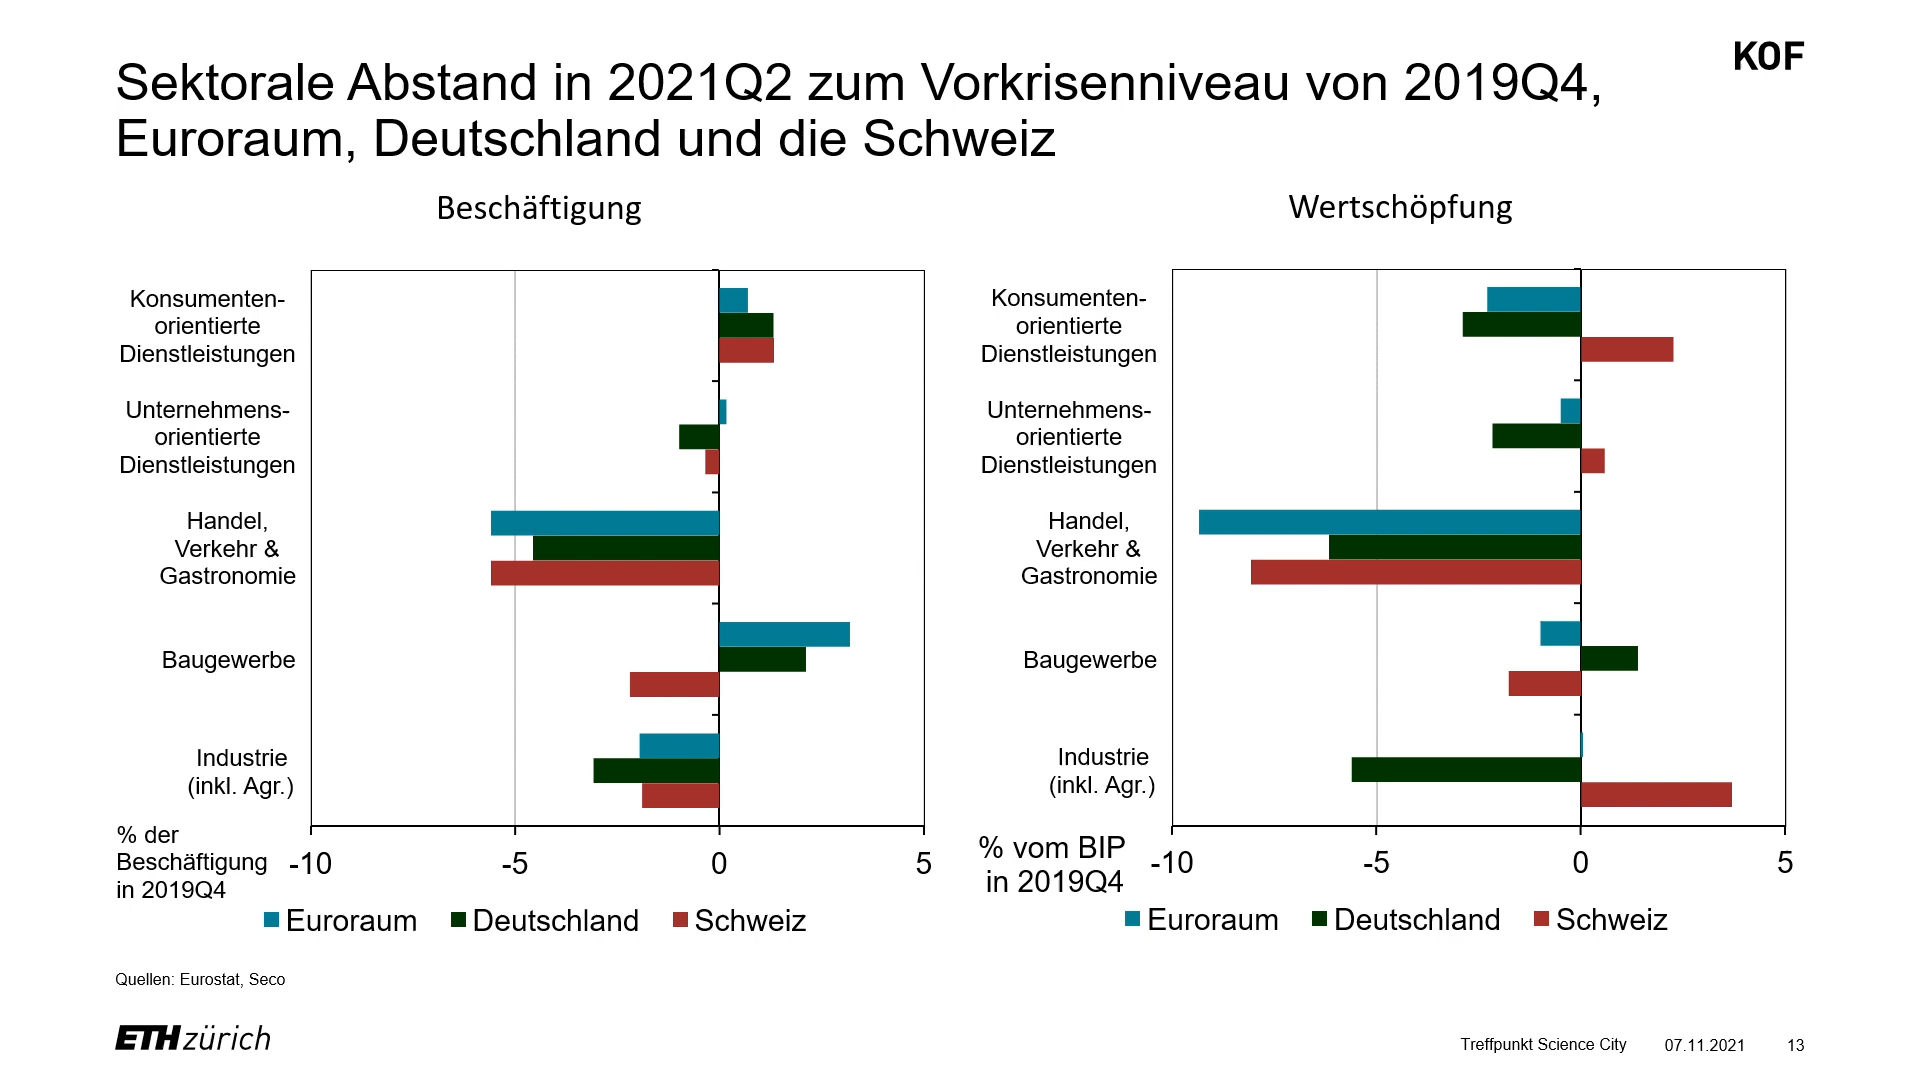 KOF
Sektorale Abstand in 2021Q2 zum Vorkrisenniveau von 2019Q4,
Euroraum, Deutschland und die Schweiz
Beschäftigung
Konsumenten-
orientierte
Dienstleistungen
Unternehmens-
orientierte
Dienstleistungen
Handel,
Verkehr &
Gastronomie
Baugewerbe
Industrie
(inkl. Agr.)
% der
Beschäftigung
in 2019Q4
-10 -5 0 5
Euroraum Deutschland Schweiz
Wertschöpfung
Konsumenten-
orientierte
Dienstleistungen
Unternehmens-
orientierte
Dienstleistungen
Handel,
Verkehr &
Gastronomie
Baugewerbe
Industrie
(inkl. Agr.)
% vom BIP
in 2019Q4
-10 -5 0 5
Euroraum Deutschland Schweiz
Quellen: Eurostat, Seco
ETH zürich
Treffpunkt Science City 07.11.2021 13